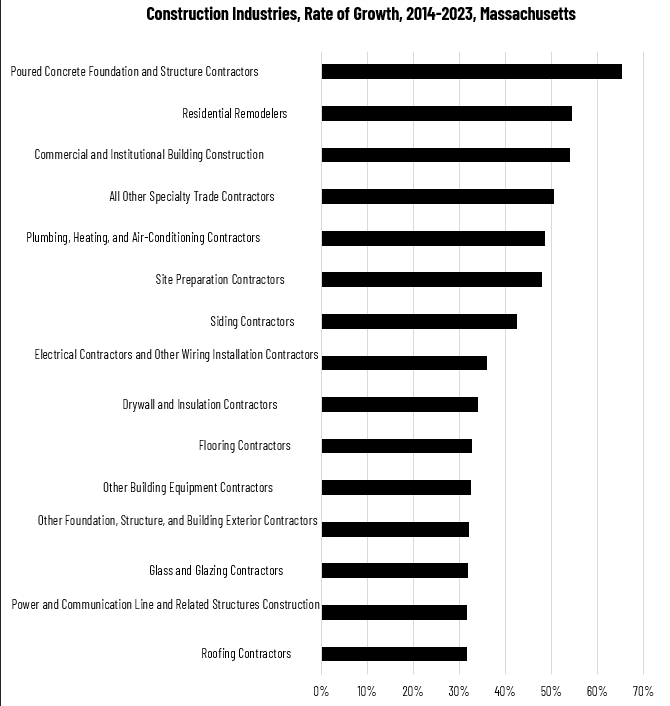 Construction Industries, Rate of Growth, 2014-2023, Massachusetts
Poured Concrete Foundation and Structure Contractors
Residential Remodelers
Commercial and Institutional Building Construction
All Other Specialty Trade Contractors
Plumbing, Heating, and Air-Conditioning Contractors
Site Preparation Contractors
Siding Contractors
Electrical Contractors and Other Wiring Installation Contractors
Drywall and Insulation Contractors
Flooring Contractors
Other Building Equipment Contractors
Other Foundation, Structure, and Building Exterior Contractors
Glass and Glazing Contractors
Power and Communication Line and Related Structures Construction
Roofing Contractors
0% 10% 20% 30% 40% 50% 60% 70%